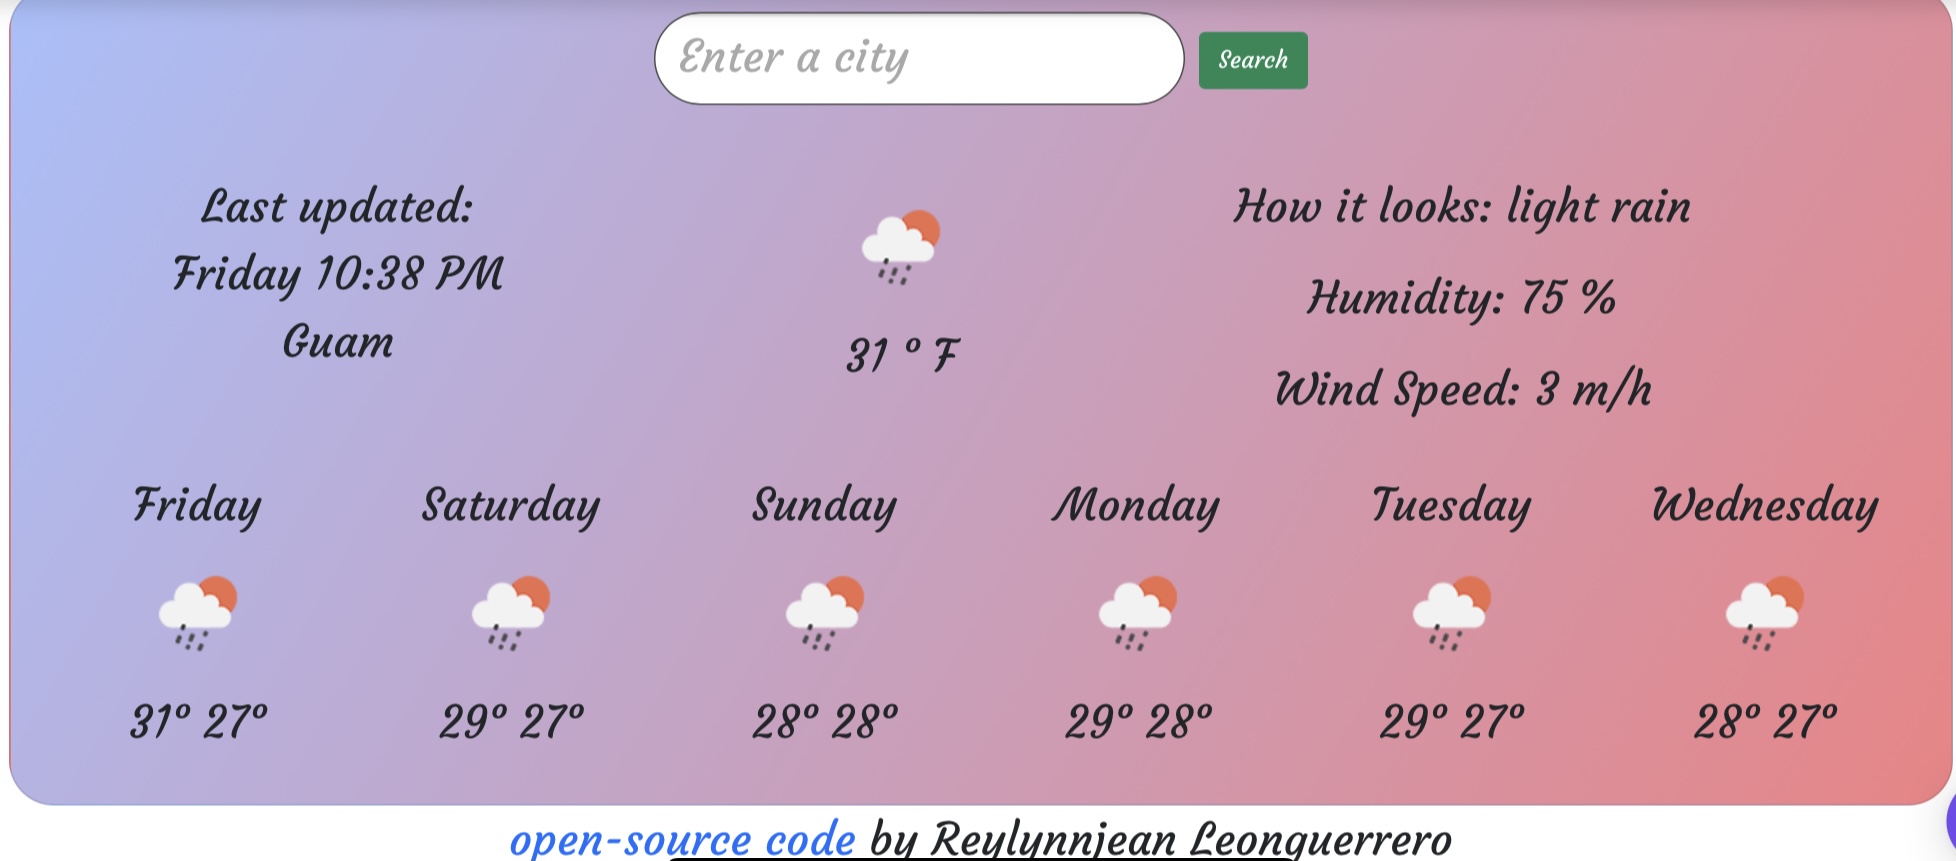 Enter a city
Search
Last updated:
Friday 10:38 PM
Guam
31 º F
How it looks: light rain
Humidity: 75 %
Wind Speed: 3 m/h
Friday
Saturday
Sunday
Monday
Tuesday
Wednesday
31º 27º
29º 27º
28º 28º
29º 28º
29º 27º
28º 27º
open-source code by Reylynnjean Leonguerrero